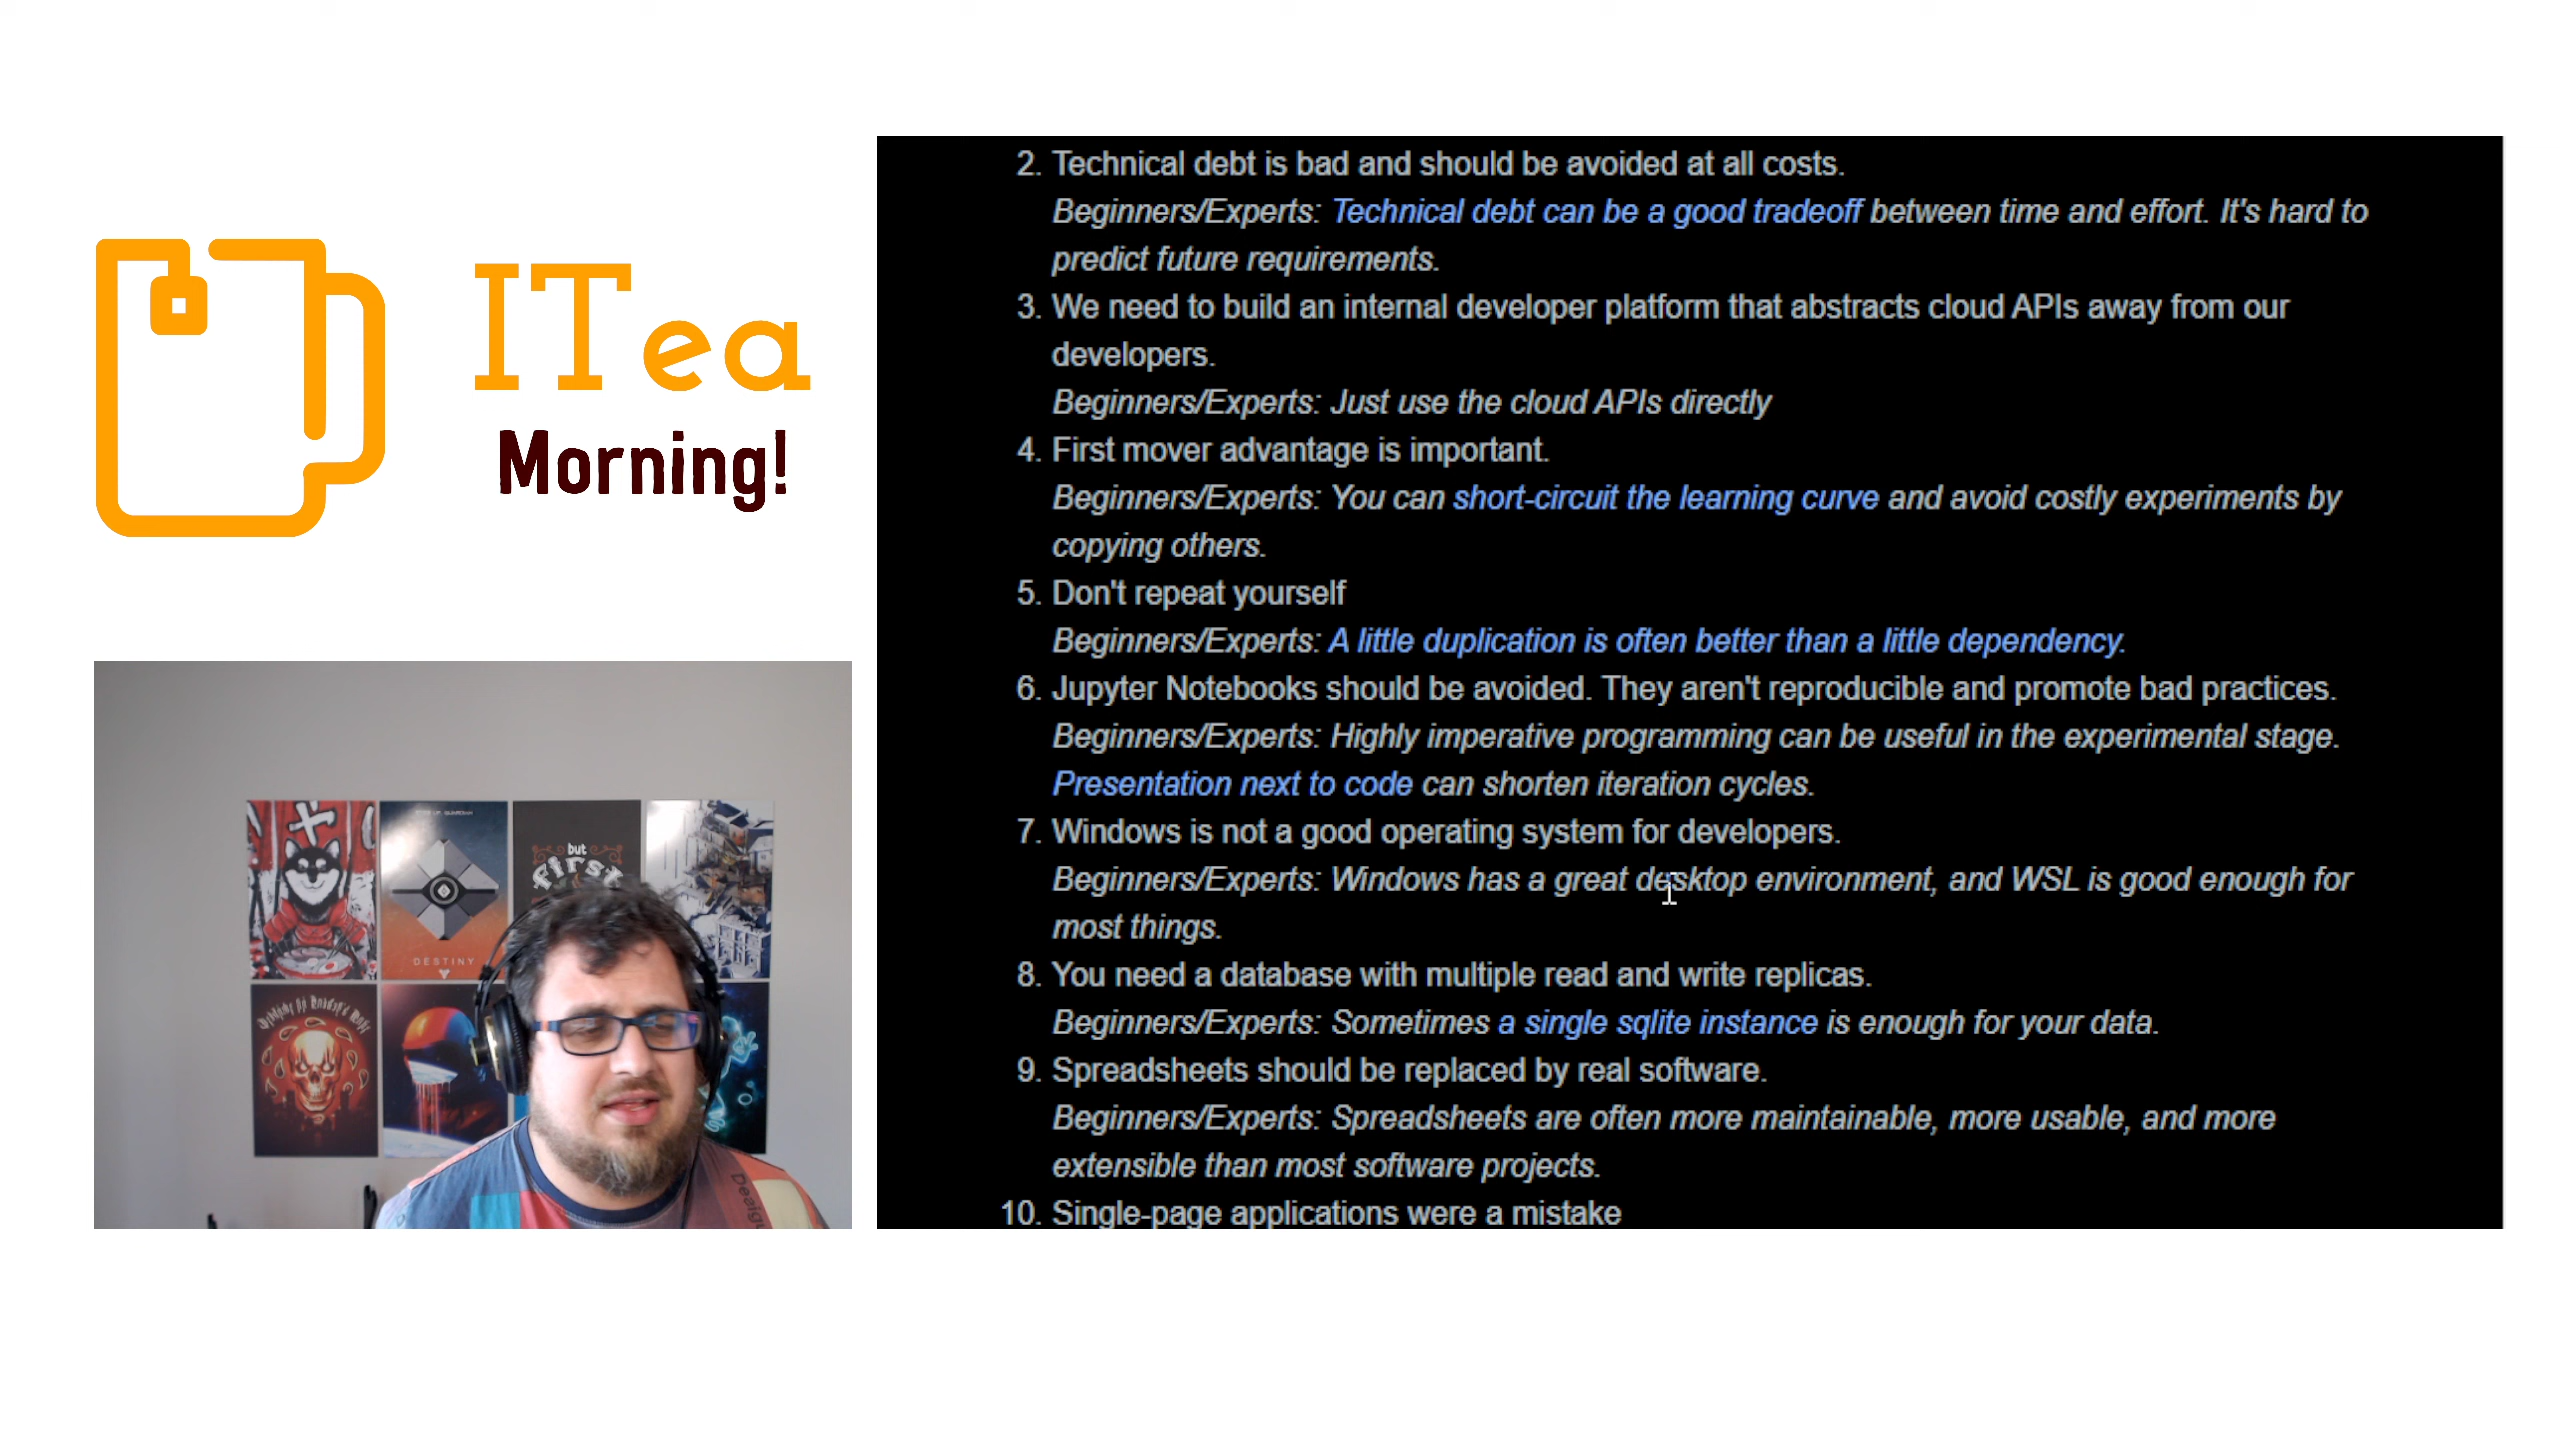 ITea
Morning!
2. Technical debt is bad and should be avoided at all costs.
Beginners/Experts: Technical debt can be a good tradeoff between time and effort. It's hard to
predict future requirements.
3. We need to build an internal developer platform that abstracts cloud APIs away from our
developers.
Beginners/Experts: Just use the cloud APIs directly
4. First mover advantage is important.
Beginners/Experts: You can short-circuit the learning curve and avoid costly experiments by
copying others.
5. Don't repeat yourself
Beginners/Experts: A little duplication is often better than a little dependency.
6. Jupyter Notebooks should be avoided. They aren't reproducible and promote bad practices.
Beginners/Experts: Highly imperative programming can be useful in the experimental stage.
Presentation next to code can shorten iteration cycles.
7. Windows is not a good operating system for developers.
Beginners/Experts: Windows has a great desktop environment, and WSL is good enough for
most things.
8. You need a database with multiple read and write replicas.
Beginners/Experts: Sometimes a single sqlite instance is enough for your data.
9. Spreadsheets should be replaced by real software.
Beginners/Experts: Spreadsheets are often more maintainable, more usable, and more
extensible than most software projects.
10. Single-page applications were a mistake
but
first
DESTINY